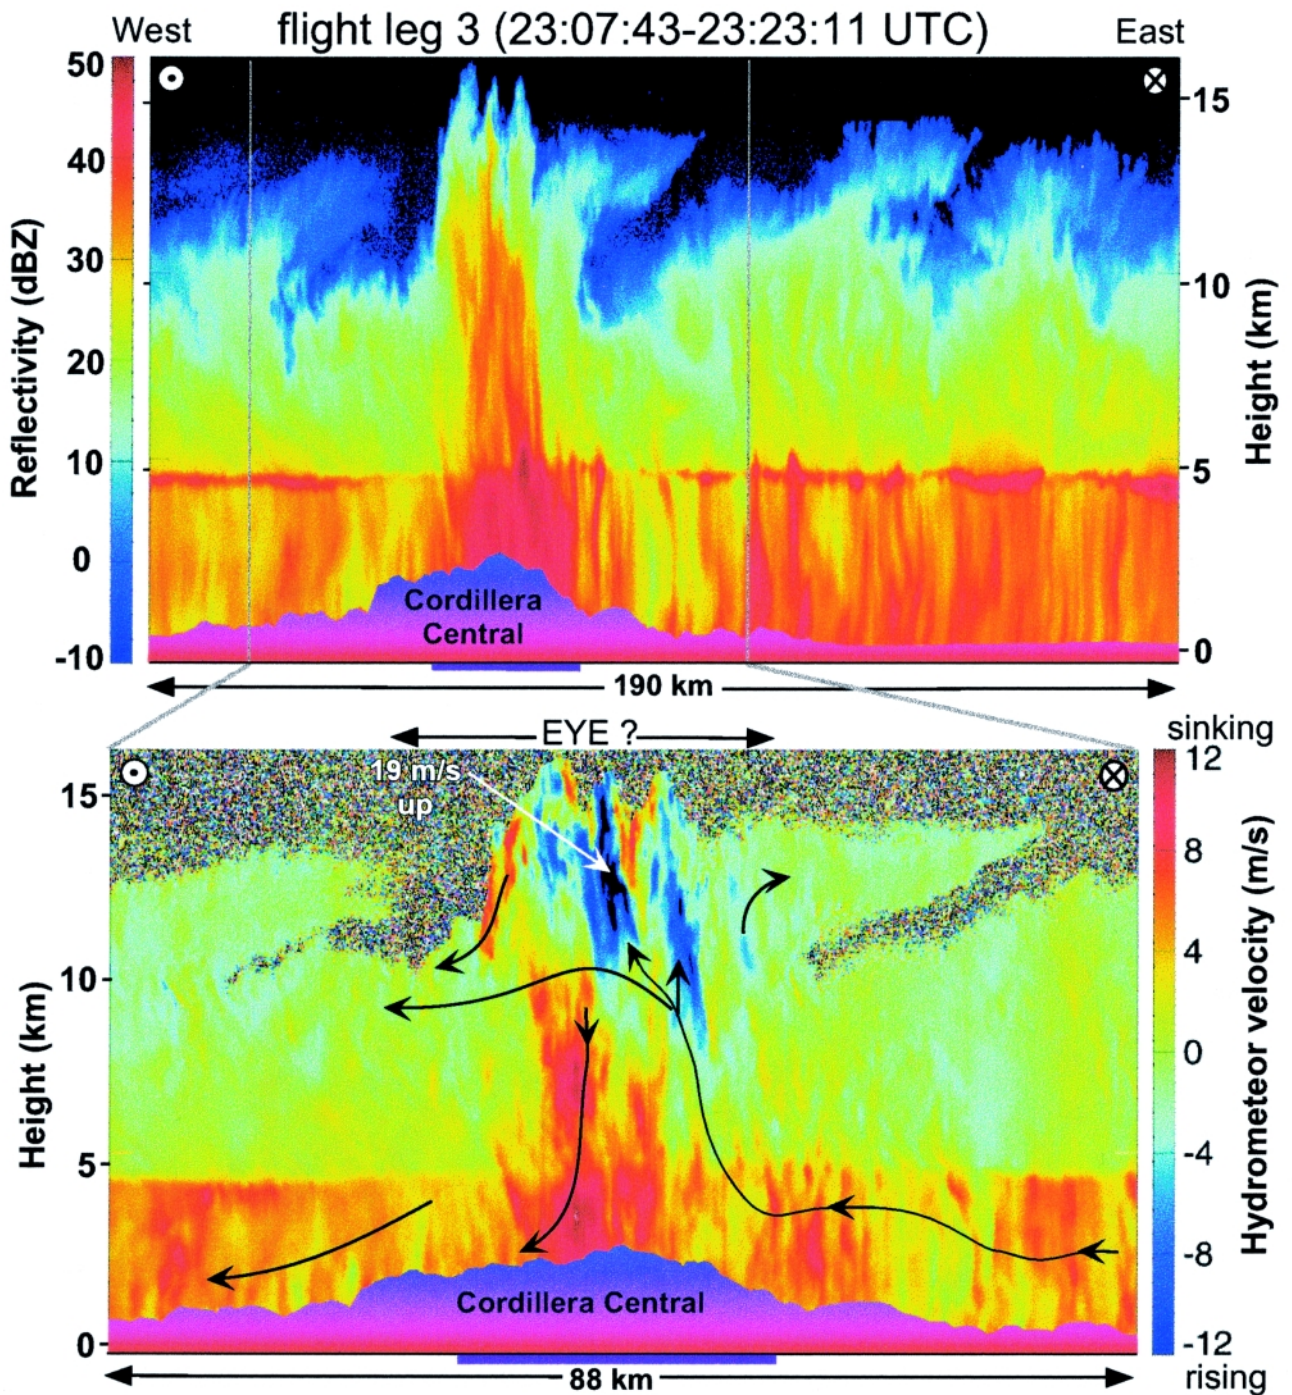 West flight leg 3 (23:07:43-23:23:11 UTC) East
Reflectivity (dBZ)
50
40
30
20
10
0
-10
15
10
5
0
Height (km)
Cordillera
Central
190 km
EYE ?
19 m/s
up
sinking
Height (km)
15
10
5
0
12
8
4
0
-4
-8
-12
Hydrometeor velocity (m/s)
Cordillera Central
88 km
rising